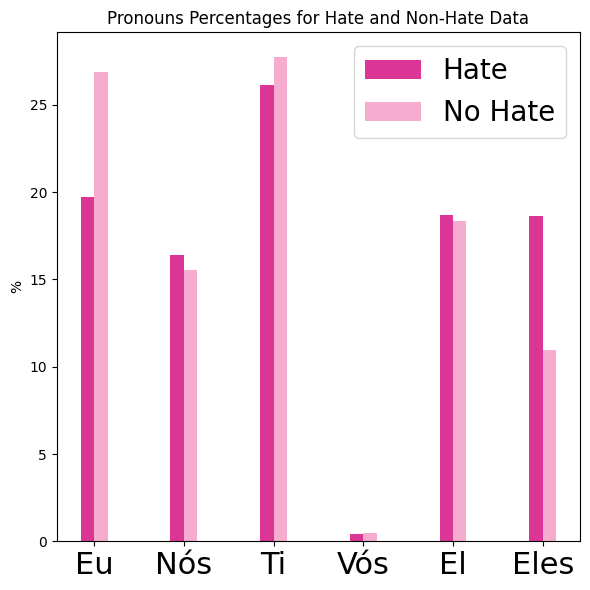 Pronouns Percentages for Hate and Non-Hate Data
Hate
No Hate
25
20
15
10
5
0
%
Eu Nós Ti Vós El Eles